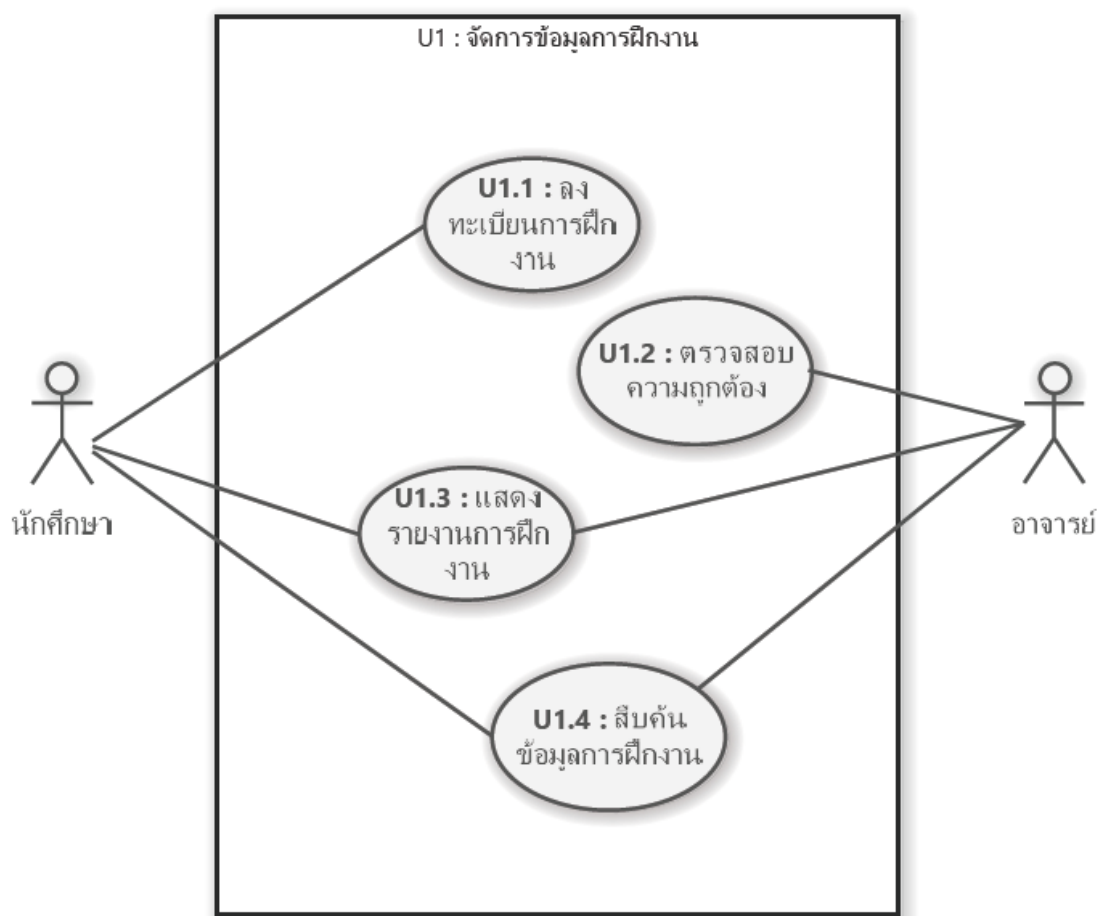 U1 : จัดการข้อมูลการฝึกงาน
U1.1 : ลง
ทะเบียนการฝึก
งาน
U1.2 : ตรวจสอบ
ความถูกต้อง
U1.3 : แสดง
รายงานการฝึก
งาน
นักศึกษา
อาจารย์
U1.4 : สืบค้น
ข้อมูลการฝึกงาน